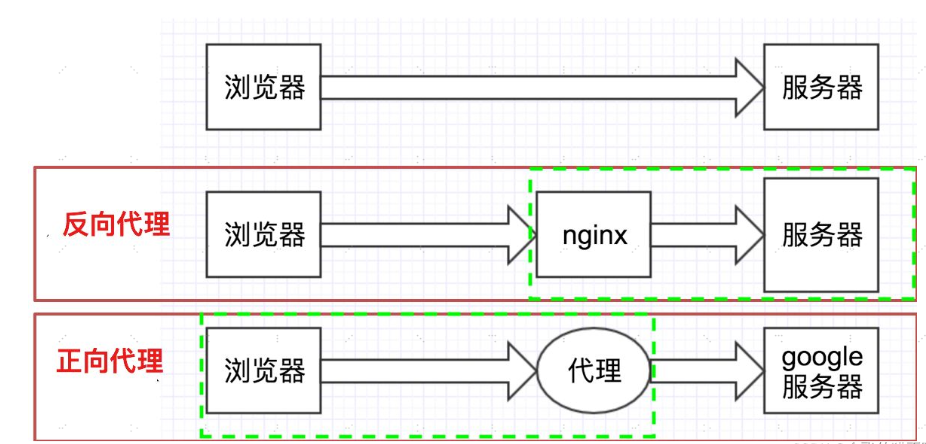 浏览器
服务器
反向代理
浏览器
nginx
服务器
正向代理
浏览器
代理
google
服务器